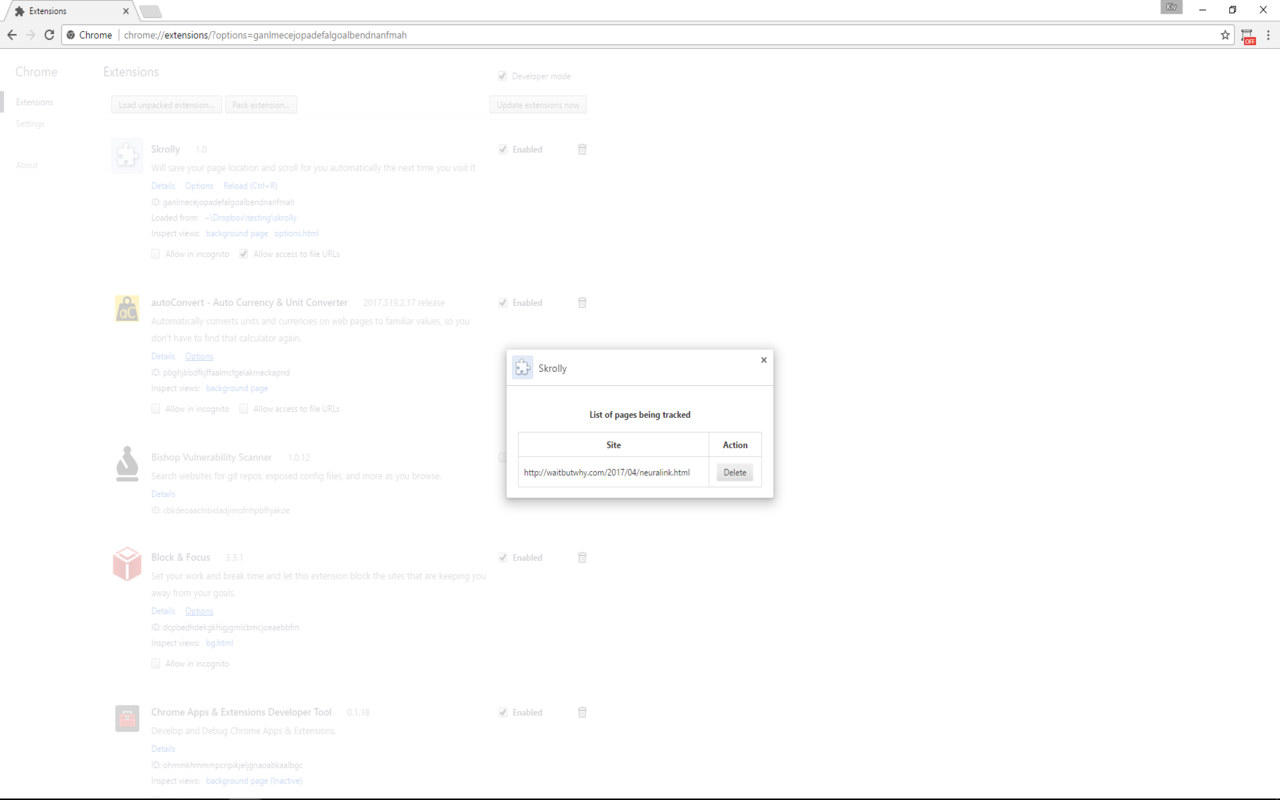 Extensions
Kiv
Chrome chrome://extensions/?options=ganlmecejopadefalgoalbendnanfmah
OFF
Chrome
Extensions
Settings
About
Extensions
Developer mode
Load unpacked extension... Pack extension... Update extensions now
Skrolly 1.0 Enabled
Will save your page location and scroll for you automatically the next time you visit it
Details Options Reload (Ctrl+R)
ID: ganlmecejopadefalgoalbendnanfmah
Loaded from: ~\Dropbox\testing\skrolly
Inspect views: background page options.html
Allow in incognito Allow access to file URLs
autoConvert - Auto Currency & Unit Converter 2017.519.2.17 release Enabled
Automatically converts units and currencies on web pages to familiar values, so you
don't have to find that calculator again.
Details Options
ID: pbghjbbdfkjffaalmcfgelakmeckapnd
Inspect views: background page
Allow in incognito Allow access to file URLs
Bishop Vulnerability Scanner 1.0.12
Search websites for git repos, exposed config files, and more as you browse.
Details
ID:
Block & Focus 3.3.1 Enabled
Set your work and break time and let this extension block the sites that are keeping you
away from your goals.
Details Options
ID: dcpbedhdekgkhigjgmlcbmcjoeaebbfm
Inspect views: bg.html
Allow in incognito
Chrome Apps & Extensions Developer Tool 0.1.18 Enabled
Develop and Debug Chrome Apps & Extensions.
Details
ID: ohmmkhmmmpcnpikjeljgnaoabkaalbgc
Inspect views: background page (Inactive)
Skrolly
List of pages being tracked
Site Action
http://waitbutwhy.com/2017/04/neuralink.html Delete